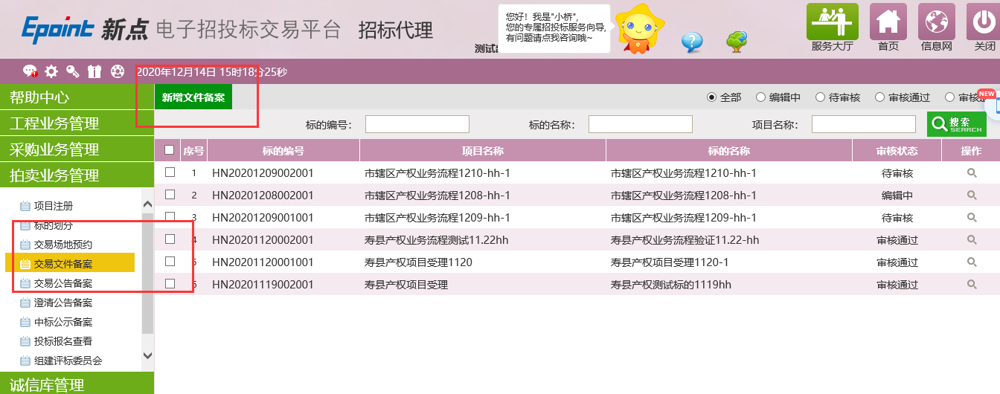 Epoint 新点 电子招投标交易平台 招标代理
您好！我是"小桥",
您的专属招投标服务向导,
有问题请点我咨询哦~
测试
服务大厅 首页 信息网 关闭
2020年12月14日 15时18分25秒
帮助中心
工程业务管理
采购业务管理
拍卖业务管理
项目注册
标的划分
交易场地预约
交易文件备案
交易公告备案
澄清公告备案
中标公示备案
投标报名查看
组建评标委员会
诚信库管理
新增文件备案
全部 编辑中 待审核 审核通过 审核
NEW
标的编号： 标的名称： 项目名称： 搜索
SEARCH
序号 标的编号 项目名称 标的名称 审核状态 操作
1 HN20201209002001 市辖区产权业务流程1210-hh-1 市辖区产权业务流程1210-hh-1 待审核
2 HN20201208002001 市辖区产权业务流程1208-hh-1 市辖区产权业务流程1208-hh-1 编辑中
3 HN20201209001001 市辖区产权业务流程1209-hh-1 市辖区产权业务流程1209-hh-1 待审核
4 HN20201120002001 寿县产权业务流程测试11.22hh 寿县产权业务流程验证11.22-hh 审核通过
5 HN20201120001001 寿县产权项目受理1120 寿县产权项目受理1120-1 审核通过
6 HN20201119002001 寿县产权项目受理 寿县产权测试标的1119hh 审核通过